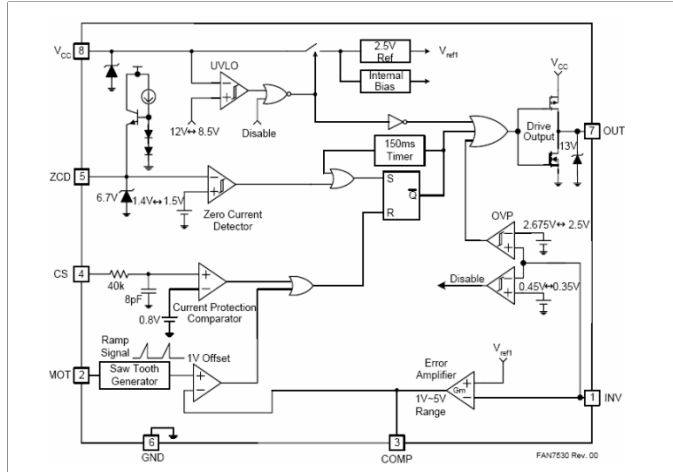 VCC
8
UVLO
2.5V
Ref
Vref1
Internal
Bias
VCC
12V↔8.5V
Disable
Drive
Output
7
OUT
13V
150ms
Timer
ZCD
5
6.7V
1.4V↔1.5V
Zero Current
Detector
S
Q
R
OVP
2.675V↔2.5V
CS
4
40k
8pF
0.8V
Current Protection
Comparator
Disable
0.45V↔0.35V
Ramp
Signal
1V Offset
MOT
2
Saw Tooth
Generator
Error
Amplifier
Vref1
Gm
1V~5V
Range
1
INV
6
GND
3
COMP
FAN7530 Rev. 00